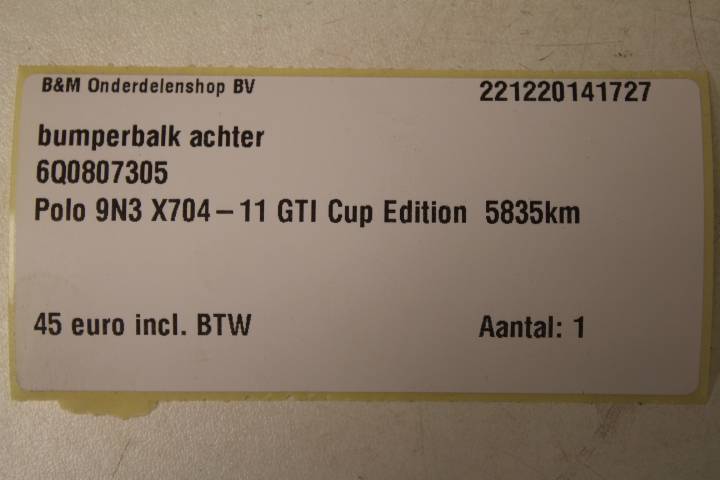 B&M Onderdelenshop BV 221220141727
bumperbalk achter
6Q0807305
Polo 9N3 X704-11 GTI Cup Edition 5835km
45 euro incl. BTW Aantal: 1